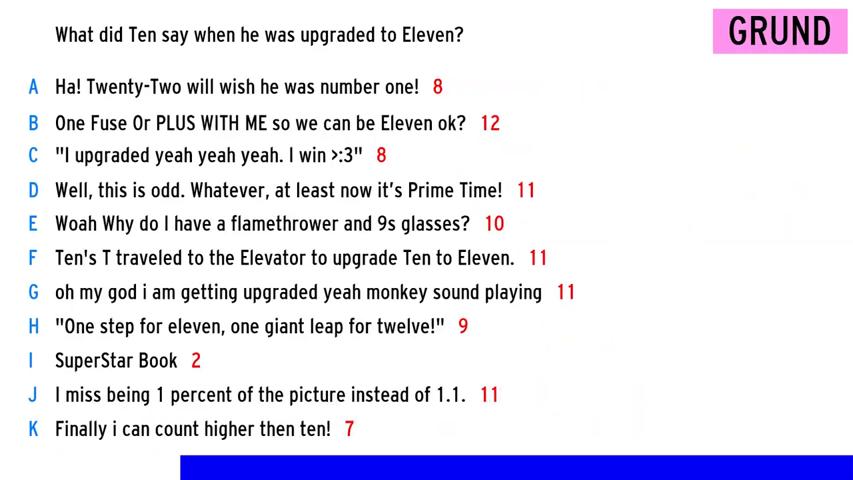 GRUND
What did Ten say when he was upgraded to Eleven?
A Ha! Twenty-Two will wish he was number one! 8
B One Fuse Or PLUS WITH ME so we can be Eleven ok? 12
C "I upgraded yeah yeah yeah. I win >:3" 8
D Well, this is odd. Whatever, at least now it's Prime Time! 11
E Woah Why do I have a flamethrower and 9s glasses? 10
F Ten's T traveled to the Elevator to upgrade Ten to Eleven. 11
G oh my god i am getting upgraded yeah monkey sound playing 11
H "One step for eleven, one giant leap for twelve!" 9
I SuperStar Book 2
J I miss being 1 percent of the picture instead of 1.1. 11
K Finally i can count higher then ten! 7